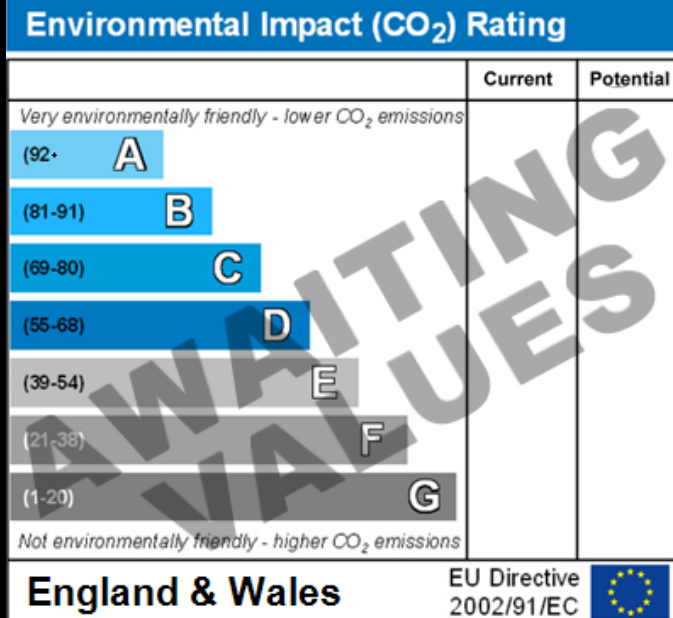 Environmental Impact (CO₂) Rating
Current Potential
Very environmentally friendly - lower CO₂ emissions
(92+ A
(81-91) B
(69-80) C
(55-68) D
(39-54) E
(21-38) F
(1-20) G
Not environmentally friendly - higher CO₂ emissions
AWAITING
VALUES
England & Wales
EU Directive
2002/91/EC